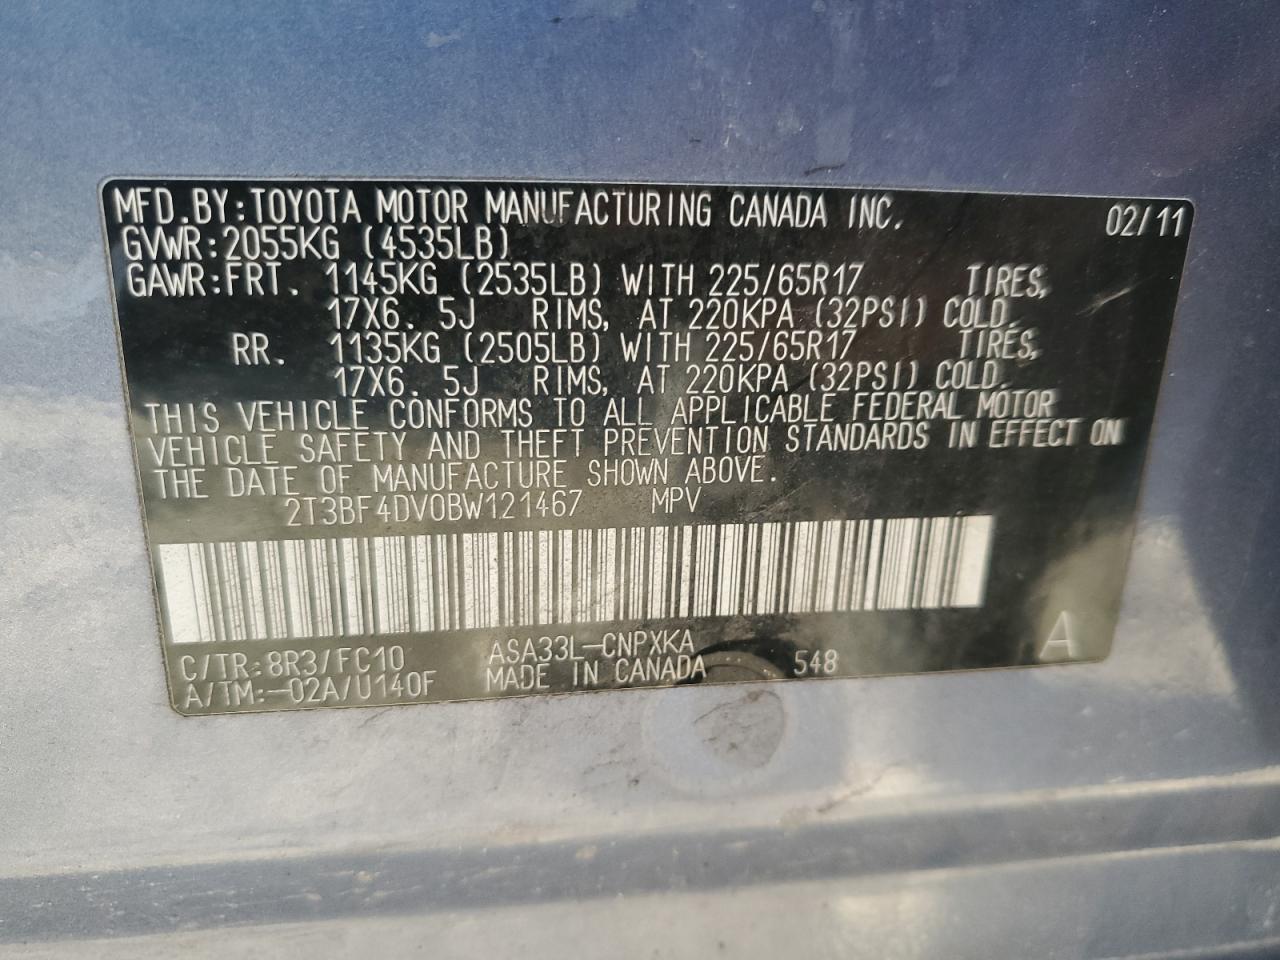 MFD.BY:TOYOTA MOTOR MANUFACTURING CANADA INC. 02/11
GVWR:2055KG (4535LB)
GAWR:FRT. 1145KG (2535LB) WITH 225/65R17 TIRES,
17X6.5J RIMS, AT 220KPA (32PSI) COLD.
RR. 1135KG (2505LB) WITH 225/65R17 TIRES,
17X6.5J RIMS, AT 220KPA (32PSI) COLD.
THIS VEHICLE CONFORMS TO ALL APPLICABLE FEDERAL MOTOR
VEHICLE SAFETY AND THEFT PREVENTION STANDARDS IN EFFECT ON
THE DATE OF MANUFACTURE SHOWN ABOVE.
2T3BF4DV0BW121467 MPV
C/TR:8R3/FC10 ASA33L-CNPXKA
A/TM:-02A/U140F MADE IN CANADA 548 A